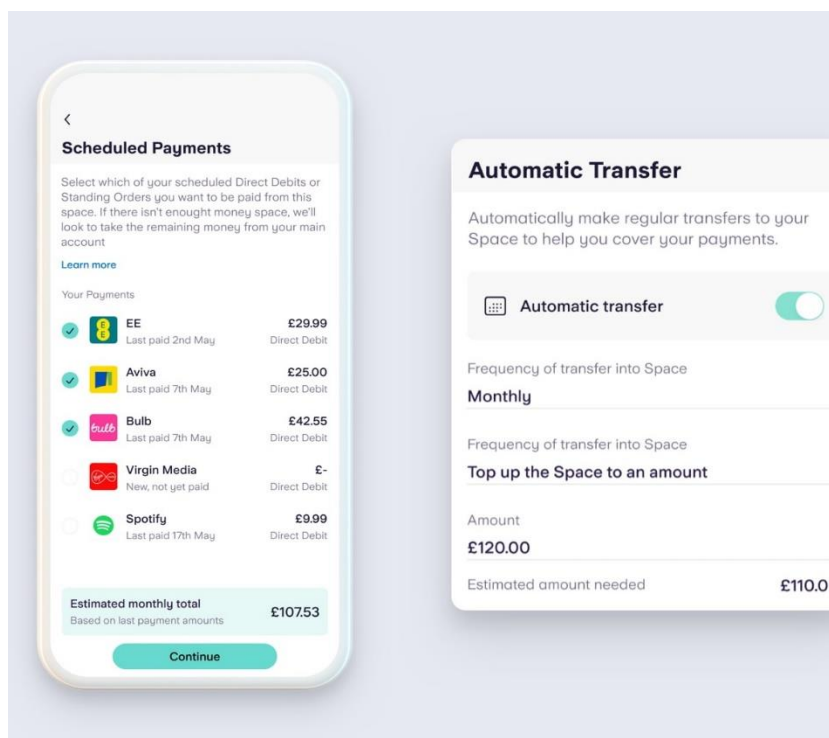 Scheduled Payments
Select which of your scheduled Direct Debits or
Standing Orders you want to be paid from this
space. If there isn't enought money space, we'll
look to take the remaining money from your main
account
Learn more
Your Payments
EE
EE £29.99
Last paid 2nd May Direct Debit
Aviva £25.00
Last paid 7th May Direct Debit
bulb
Bulb £42.55
Last paid 7th May Direct Debit
Virgin Media £-
New, not yet paid Direct Debit
Spotify £9.99
Last paid 17th May Direct Debit
Estimated monthly total £107.53
Based on last payment amounts
Continue
Automatic Transfer
Automatically make regular transfers to your
Space to help you cover your payments.
Automatic transfer
Frequency of transfer into Space
Monthly
Frequency of transfer into Space
Top up the Space to an amount
Amount
£120.00
Estimated amount needed £110.0